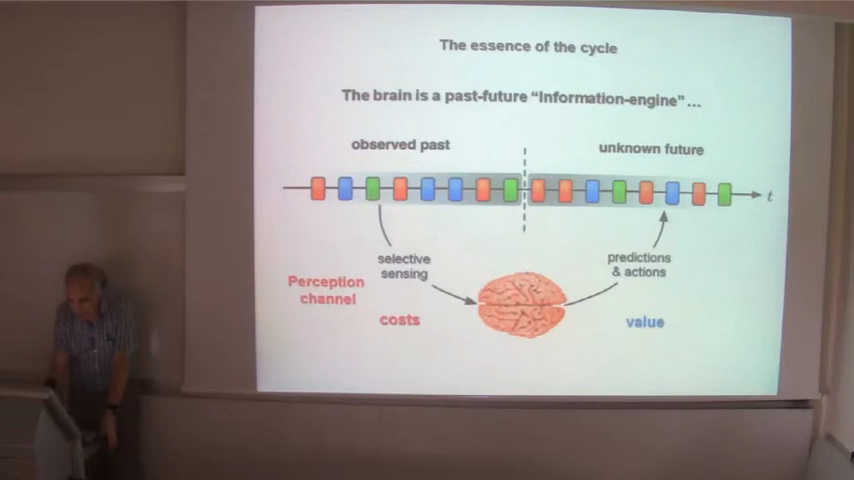 The essence of the cycle
The brain is a past-future “Information-engine”...
observed past
unknown future
t
selective
sensing
predictions
& actions
Perception
channel
costs
value